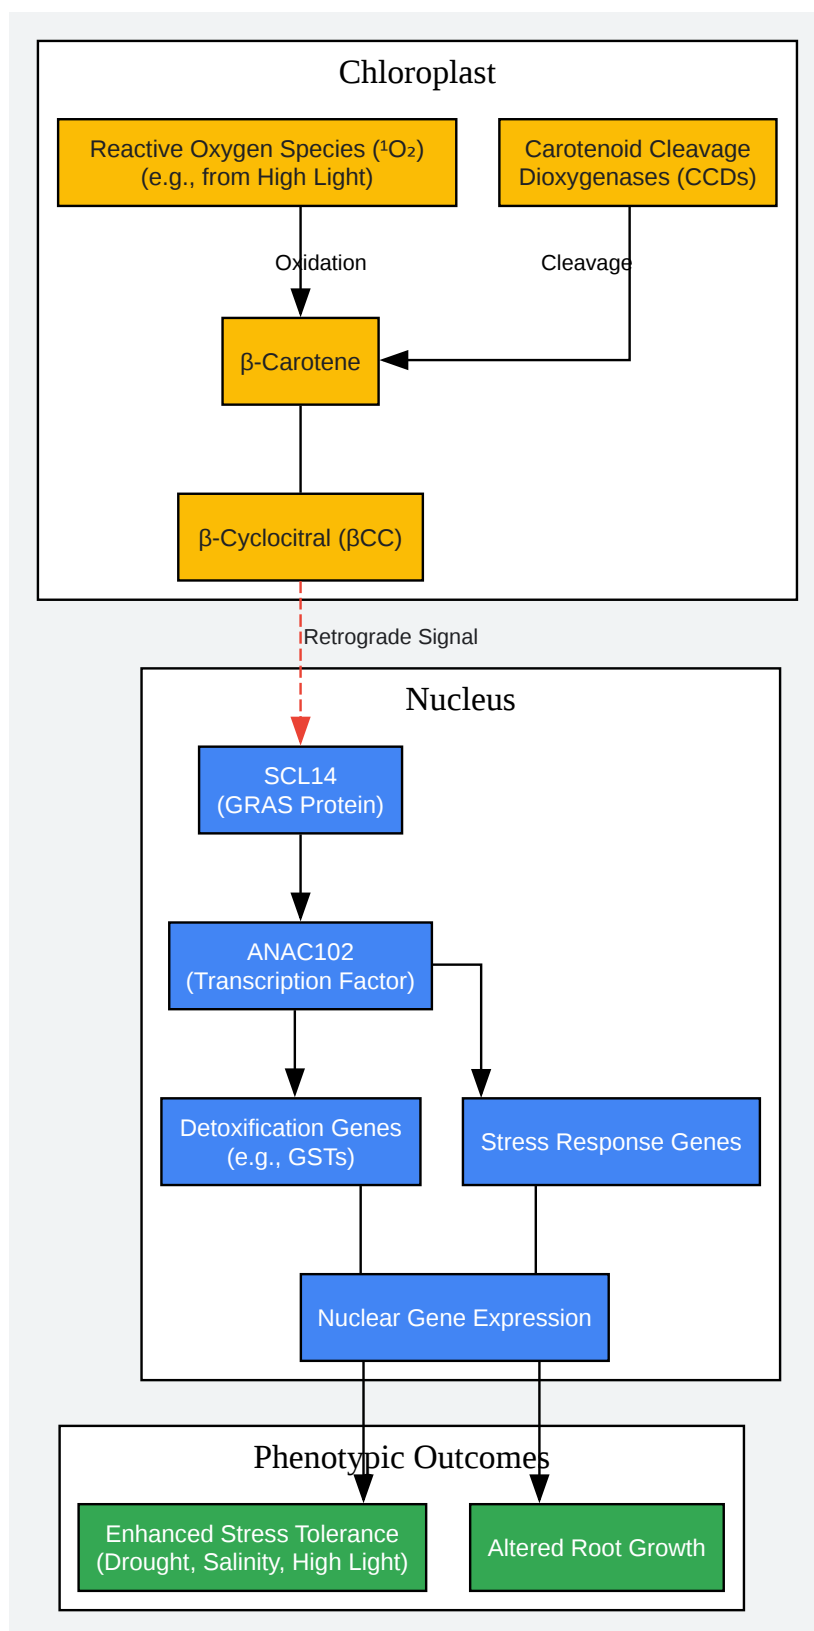 Chloroplast
Reactive Oxygen Species (¹O₂)
(e.g., from High Light)
Carotenoid Cleavage
Dioxygenases (CCDs)
Oxidation
Cleavage
β-Carotene
β-Cyclocitral (βCC)
Retrograde Signal
Nucleus
SCL14
(GRAS Protein)
ANAC102
(Transcription Factor)
Detoxification Genes
(e.g., GSTs)
Stress Response Genes
Nuclear Gene Expression
Phenotypic Outcomes
Enhanced Stress Tolerance
(Drought, Salinity, High Light)
Altered Root Growth